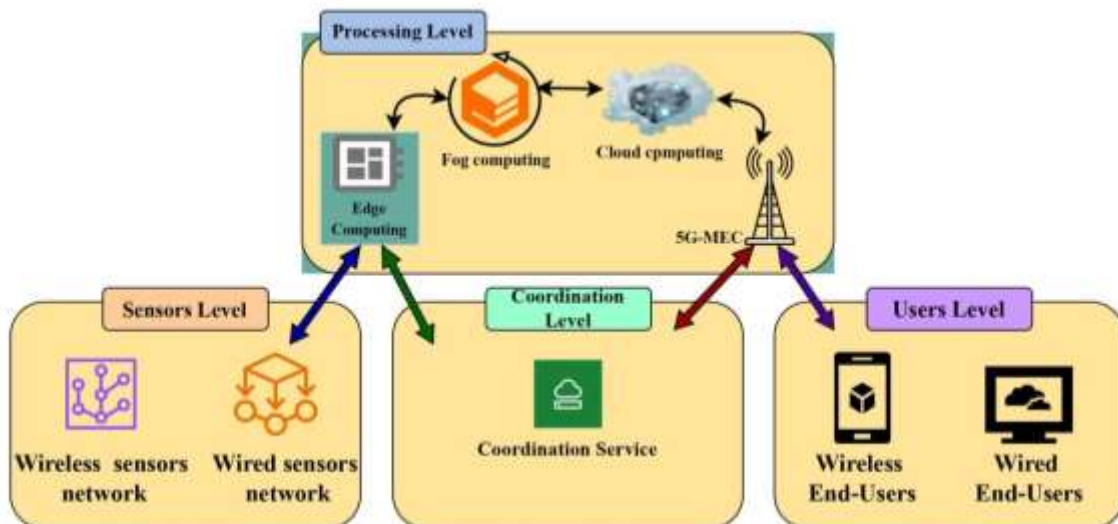 Processing Level
Fog computing
Cloud cpmputing
Edge
Computing
5G-MEC
Sensors Level
Coordination
Level
Users Level
Wireless sensors
network
Wired sensors
network
Coordination Service
Wireless
End-Users
Wired
End-Users